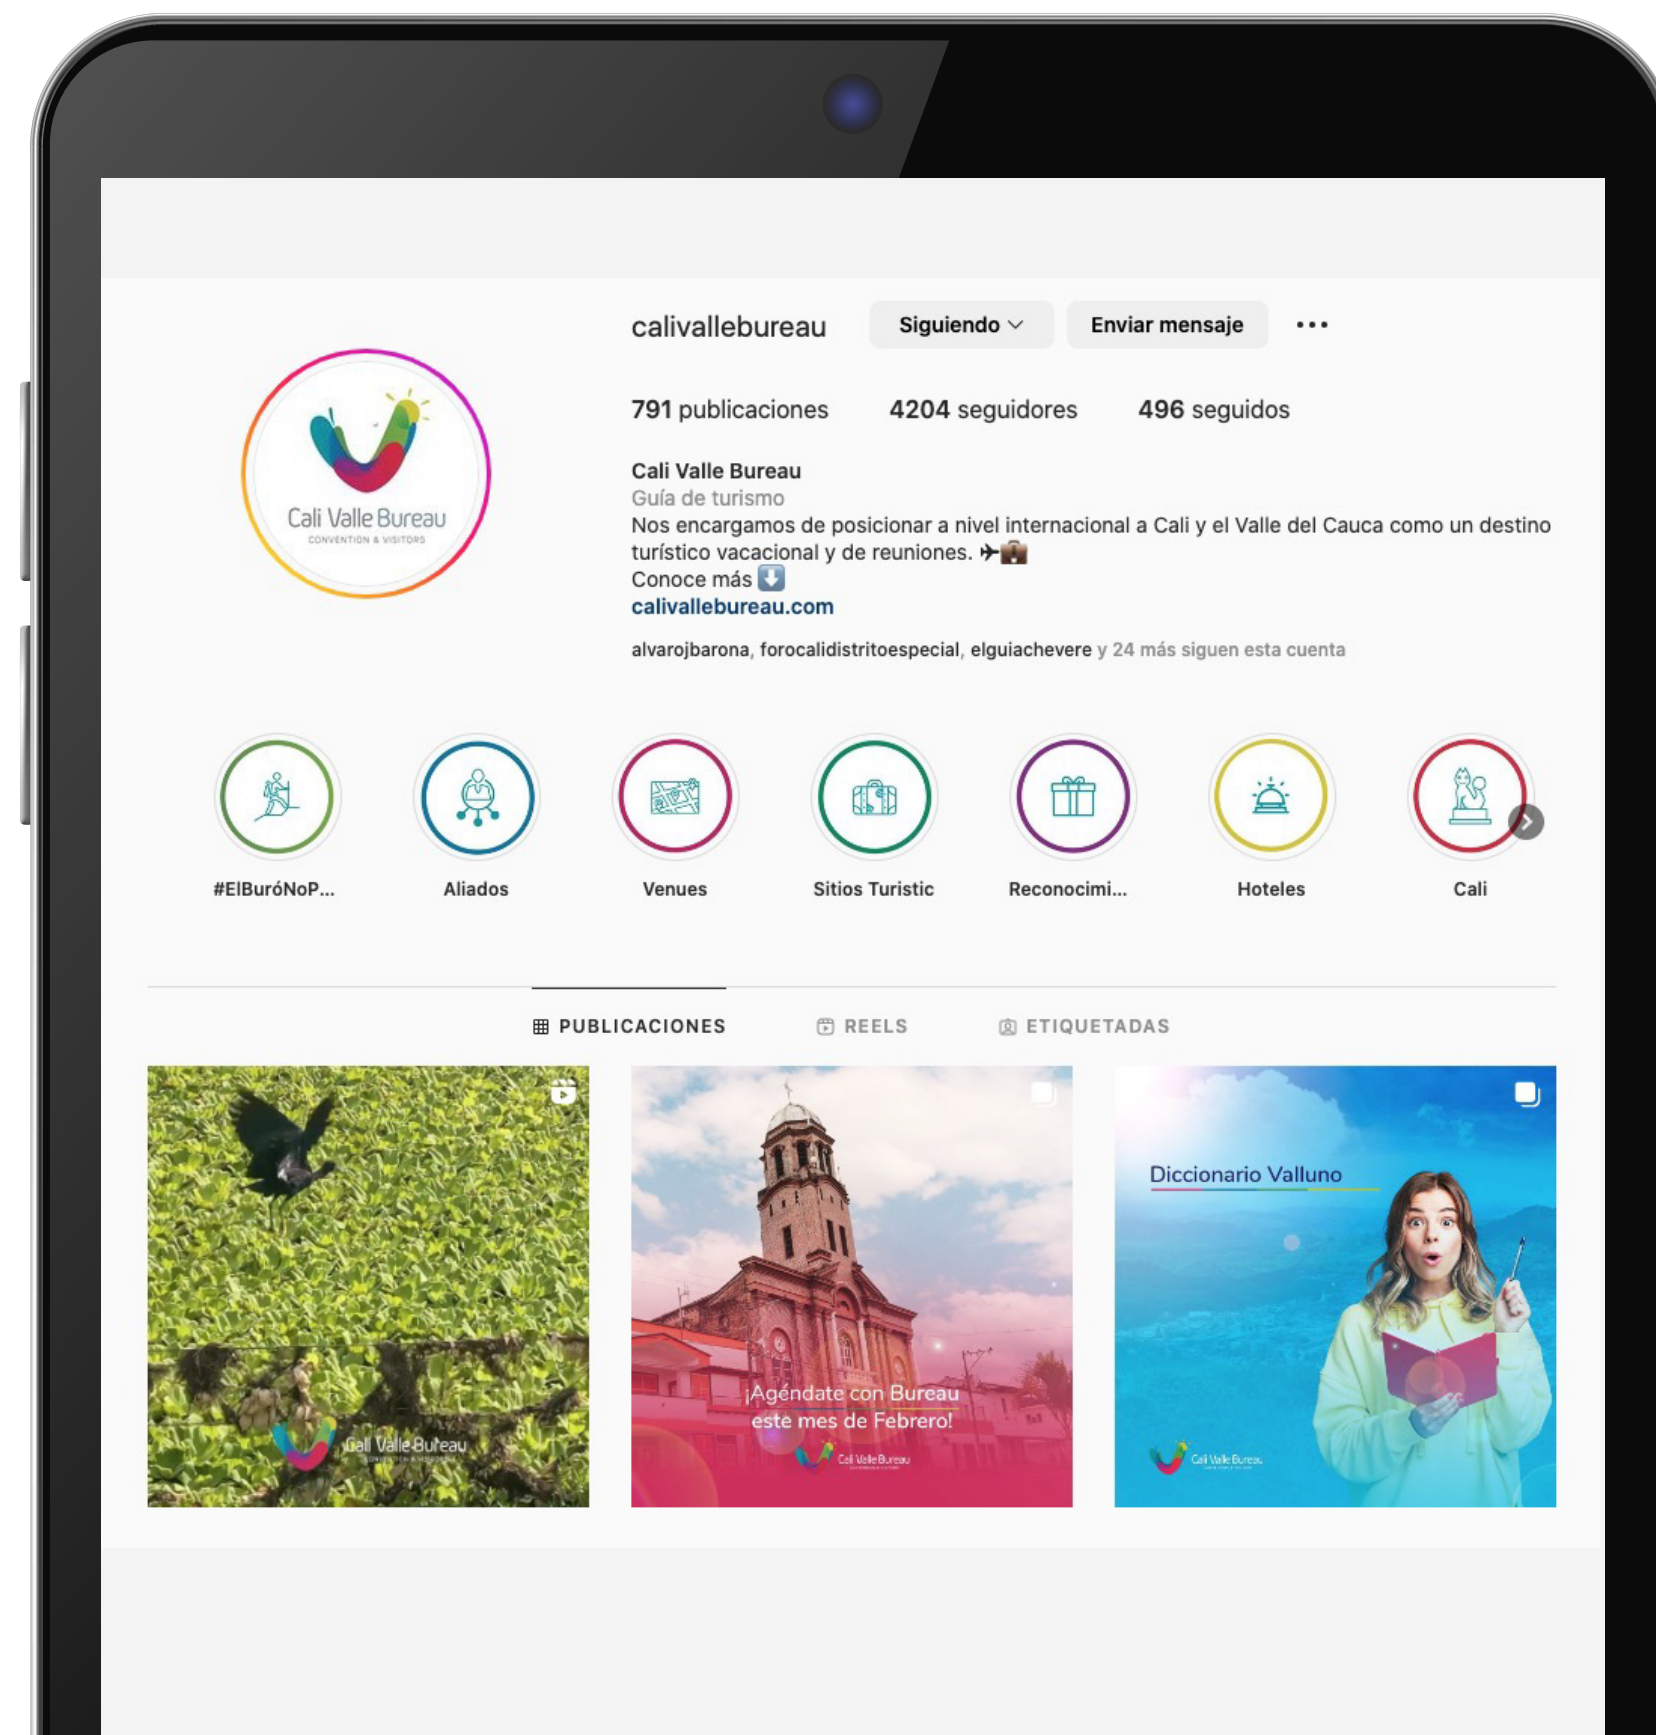 calivallebureau Siguiendo Enviar mensaje
791 publicaciones 4204 seguidores 496 seguidos
Cali Valle Bureau
CONVENTION & VISITORS
Cali Valle Bureau
Guía de turismo
Nos encargamos de posicionar a nivel internacional a Cali y el Valle del Cauca como un destino
turístico vacacional y de reuniones. ✈💼
Conoce más ⬇️
calivallebureau.com
alvarojbarona, forocalidistritoespecial, elguiachevere y 24 más siguen esta cuenta
#ElBuróNoP... Aliados Venues Sitios Turistic Reconocimi... Hoteles Cali
PUBLICACIONES REELS ETIQUETADAS
Cali Valle Bureau
CONVENTION & VISITORS
¡Agéndate con Bureau
este mes de Febrero!
Cali Valle Bureau
Diccionario Valluno
Cali Valle Bureau